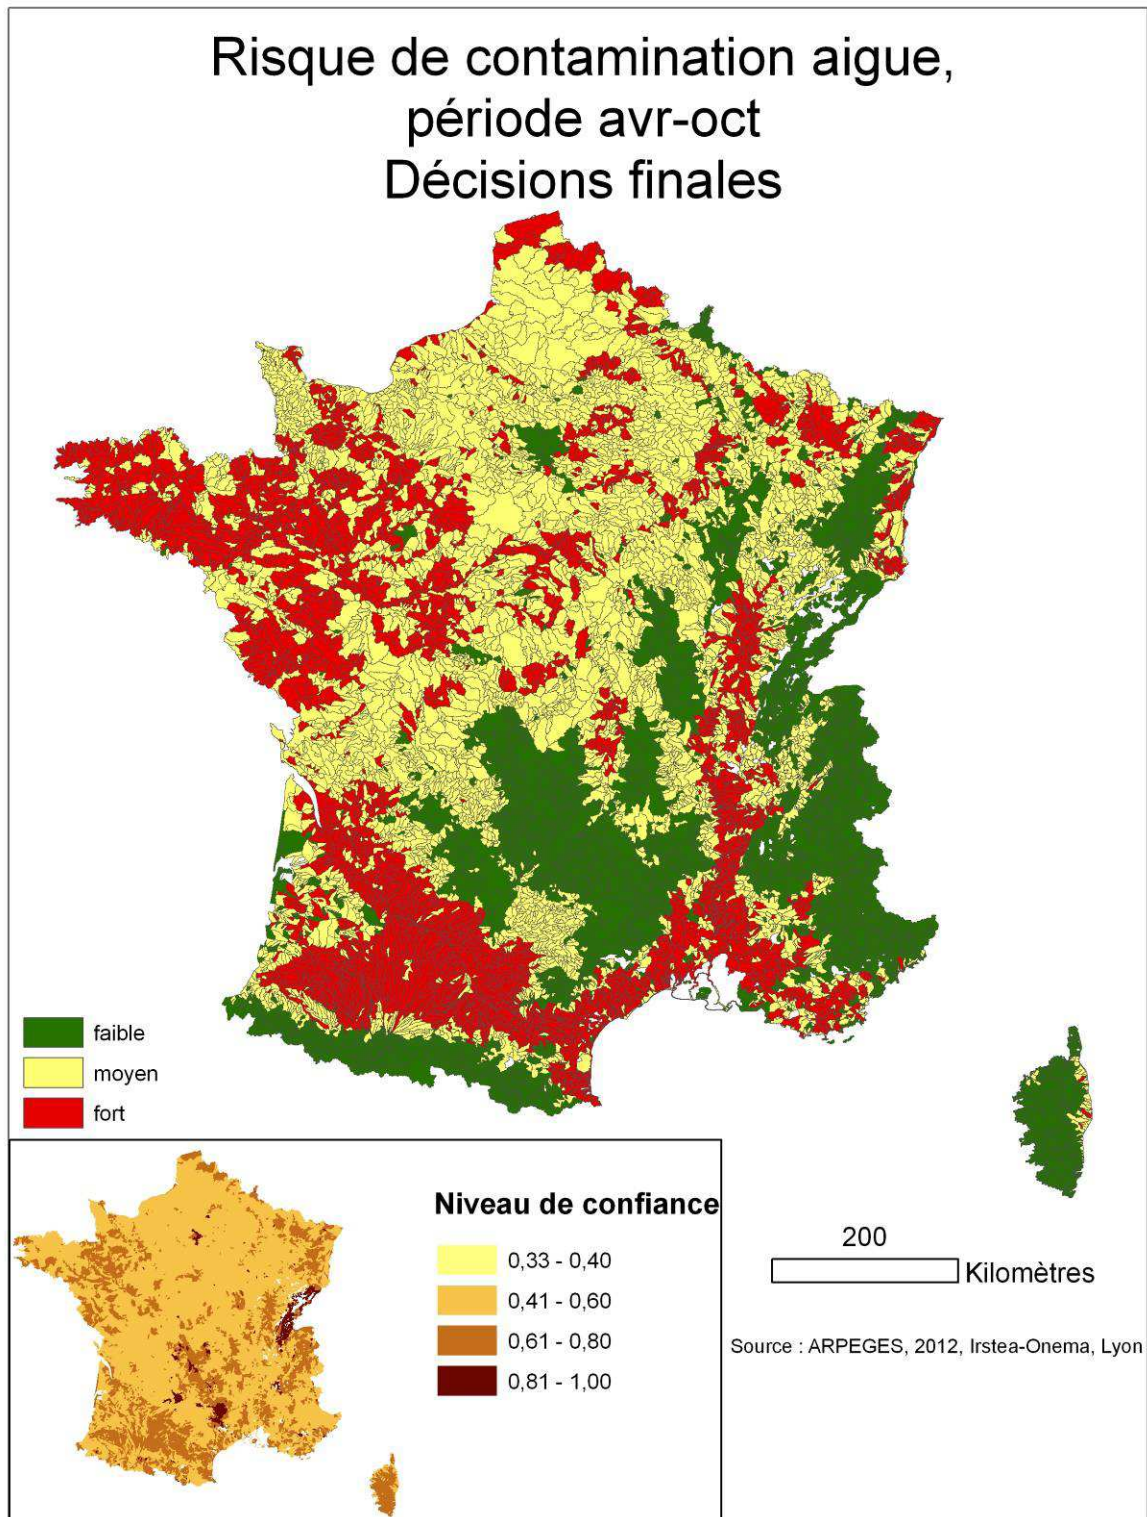 Risque de contamination aigue,
période avr-oct
Décisions finales
faible
moyen
fort
Niveau de confiance
0,33 - 0,40
0,41 - 0,60
0,61 - 0,80
0,81 - 1,00
200
Kilomètres
Source : ARPEGES, 2012, Irstea-Onema, Lyon